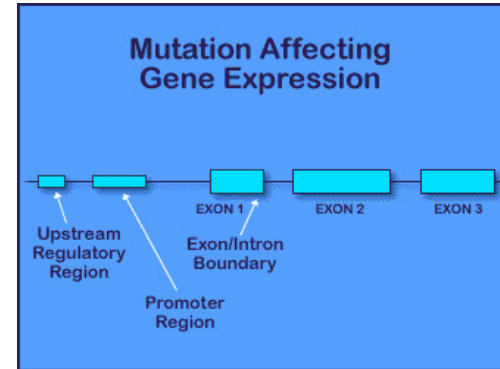 Mutation Affecting
Gene Expression
EXON 1
EXON 2
EXON 3
Upstream
Regulatory
Region
Exon/Intron
Boundary
Promoter
Region